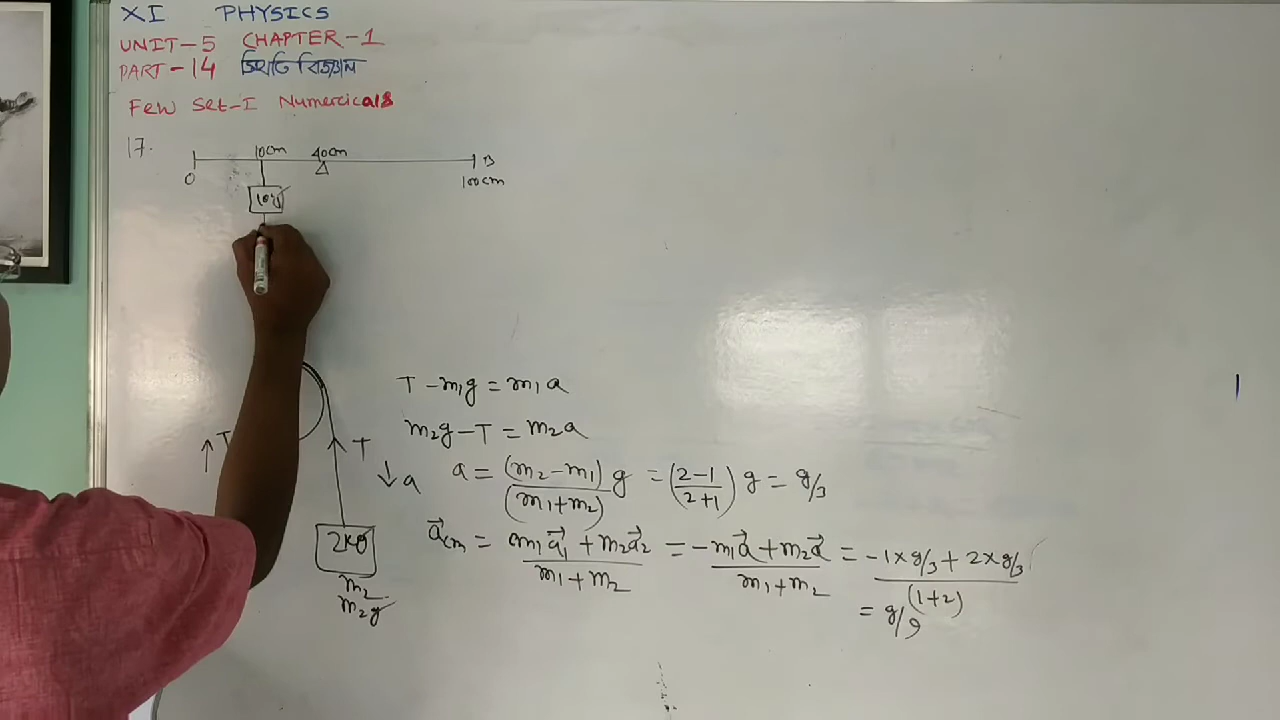 XI PHYSICS
UNIT-5 CHAPTER-1
PART-14 স্থিতি বিজ্ঞান
Few Set-I Numercicals
17.
10cm 40cm
0 B
100cm
10g
T - m₁g = m₁a
m₂g - T = m₂a
↑ T T ↓ a
a = (m₂-m₁)/(m₁+m₂) g = (2-1/2+1) g = g/3
2kg
a⃗cm = m₁a⃗₁ + m₂a⃗₂/m₁+m₂ = -m₁a⃗ + m₂a⃗/m₁+m₂ = -1×g/3 + 2×g/3/(1+2)
m₂
m₂g
= g/9